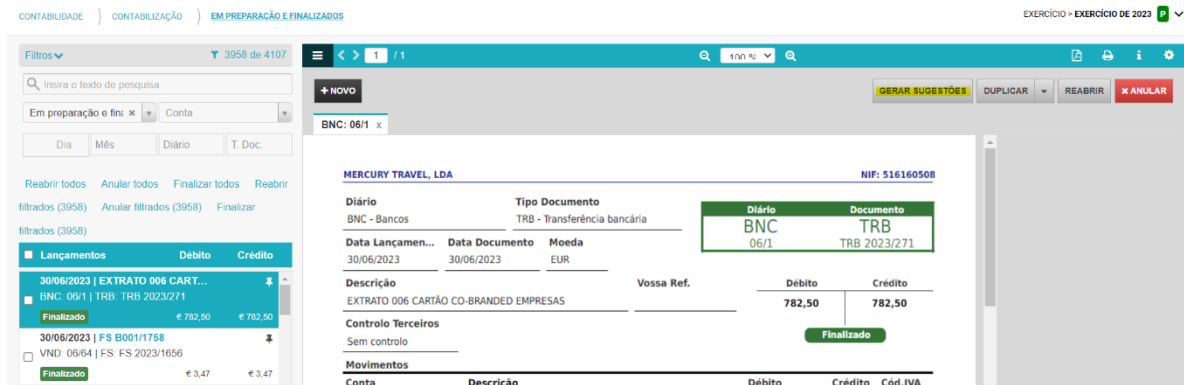 CONTABILIDADE CONTABILIZAÇÃO EM PREPARAÇÃO E FINALIZADOS EXERCÍCIO > EXERCÍCIO DE 2023 P
Filtros 3958 de 4107
1 / 1
100 %
Insira o texto de pesquisa
+ NOVO GERAR SUGESTÕES DUPLICAR REABRIR × ANULAR
Em preparação e fina × Conta
BNC: 06/1 x
Dia Mês Diário T. Doc.
Reabrir todos Anular todos Finalizar todos Reabrir
filtrados (3958) Anular filtrados (3958) Finalizar
filtrados (3958)
Lançamentos Débito Crédito
30/06/2023 | EXTRATO 006 CART...
BNC: 06/1 | TRB: TRB 2023/271
Finalizado € 782,50 € 782,50
30/06/2023 | FS B001/1758
VND: 06/64 | FS: FS 2023/1656
Finalizado € 3,47 € 3,47
MERCURY TRAVEL, LDA NIF: 516160508
Diário Tipo Documento
BNC - Bancos TRB - Transferência bancária
Diário Documento
BNC TRB
06/1 TRB 2023/271
Data Lançamen... Data Documento Moeda
30/06/2023 30/06/2023 EUR
Descrição Vossa Ref. Débito Crédito
EXTRATO 006 CARTÃO CO-BRANDED EMPRESAS 782,50 782,50
Controlo Terceiros
Sem controlo
Finalizado
Movimentos
Conta Descrição Débito Crédito Cód.IVA